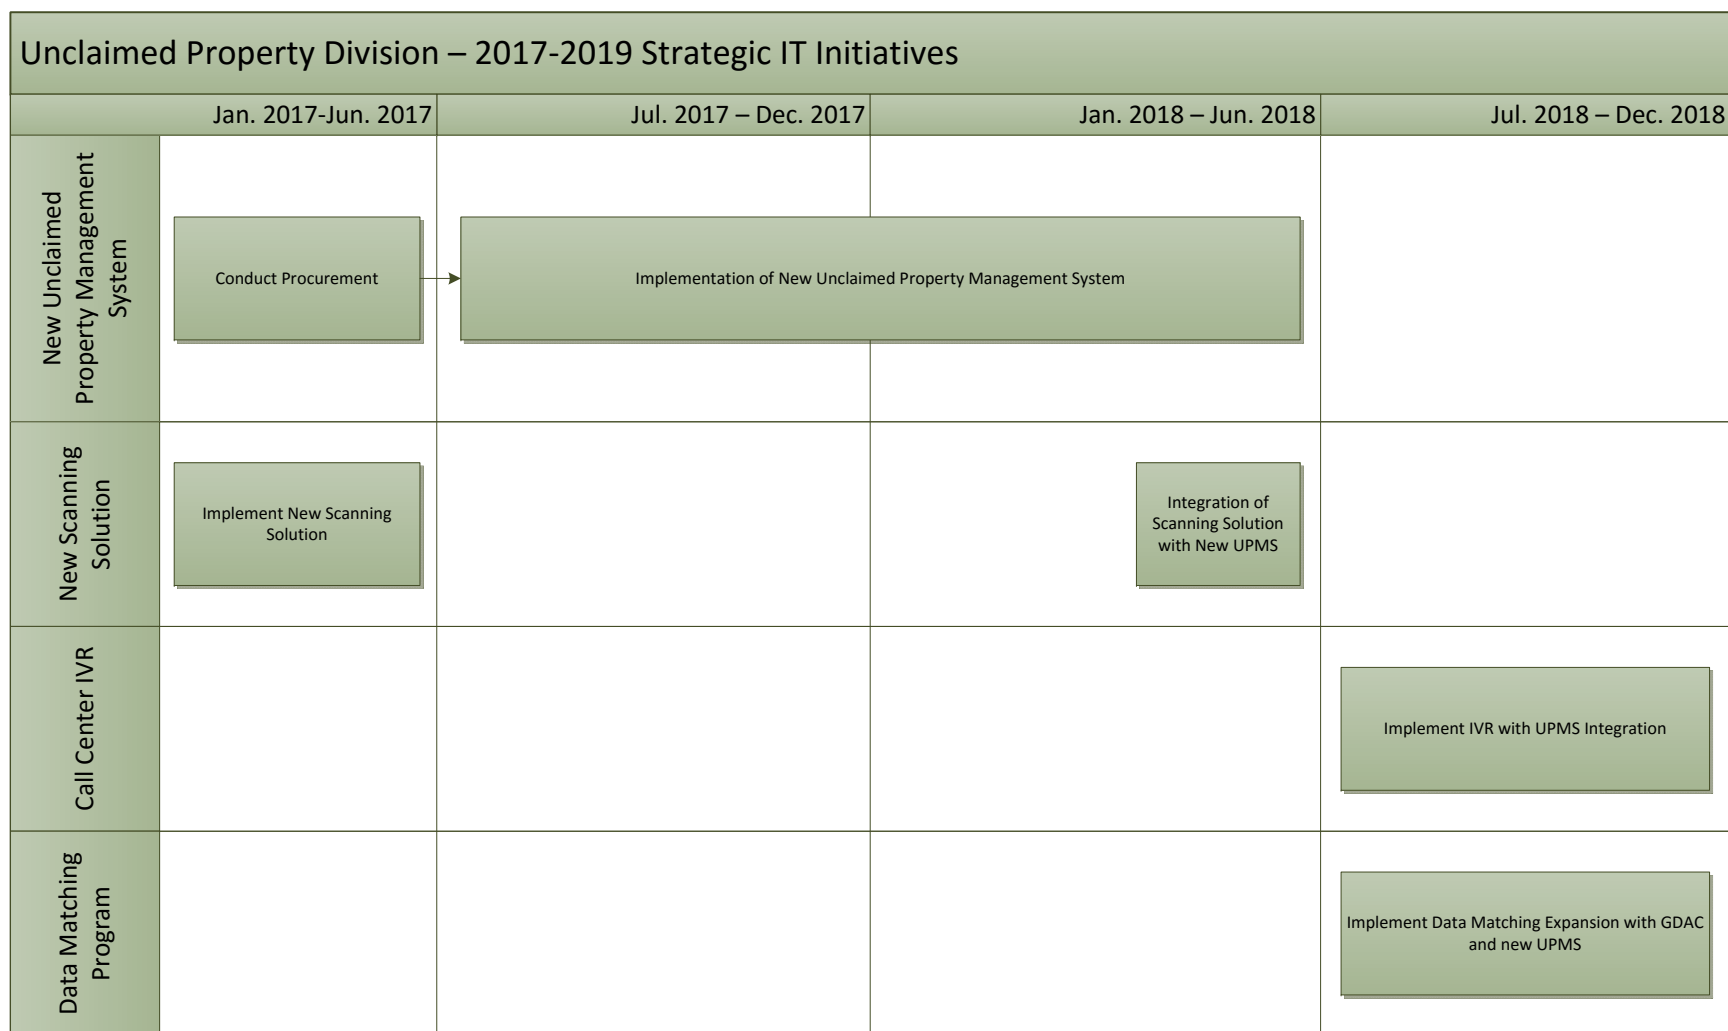 Unclaimed Property Division – 2017-2019 Strategic IT Initiatives
Jan. 2017-Jun. 2017
Jul. 2017 – Dec. 2017
Jan. 2018 – Jun. 2018
Jul. 2018 – Dec. 2018
New Unclaimed
Property Management
System
Conduct Procurement
Implementation of New Unclaimed Property Management System
New Scanning
Solution
Implement New Scanning
Solution
Integration of
Scanning Solution
with New UPMS
Call Center IVR
Implement IVR with UPMS Integration
Data Matching
Program
Implement Data Matching Expansion with GDAC
and new UPMS